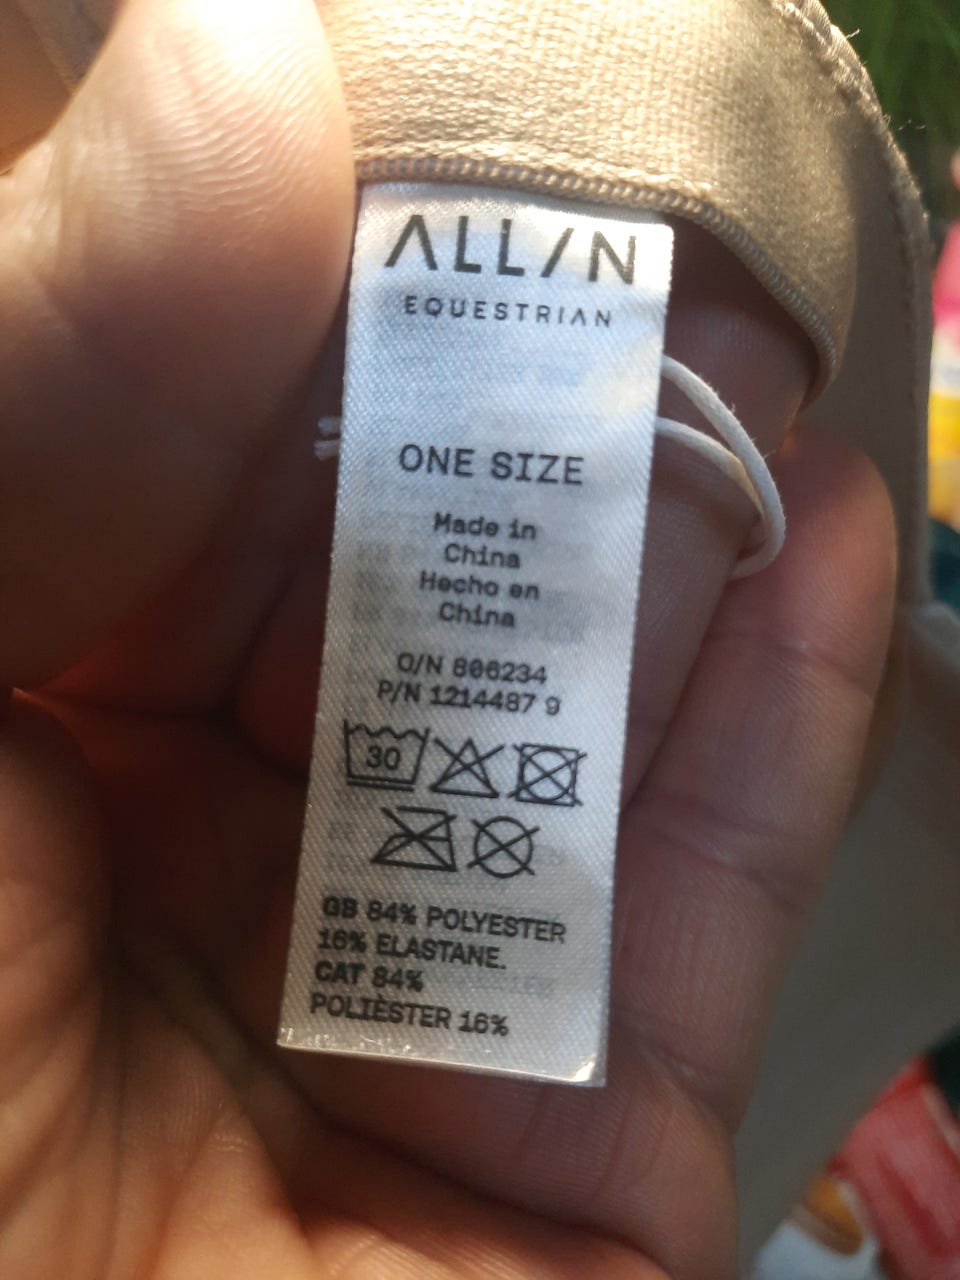 ALL/N
EQUESTRIAN
ONE SIZE
Made in
China
Hecho en
China
O/N 806234
P/N 1214487 9
30
GB 84% POLYESTER
16% ELASTANE.
CAT 84%
POLIÈSTER 16%